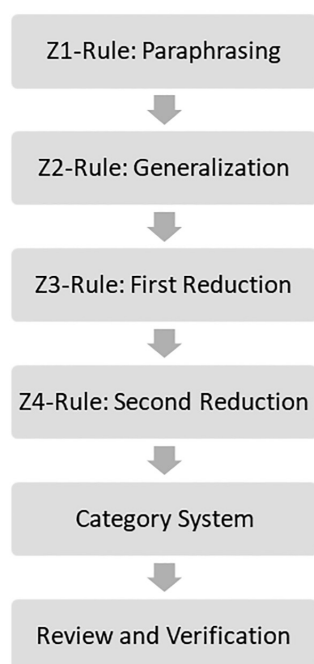 Z1-Rule: Paraphrasing
Z2-Rule: Generalization
Z3-Rule: First Reduction
Z4-Rule: Second Reduction
Category System
Review and Verification